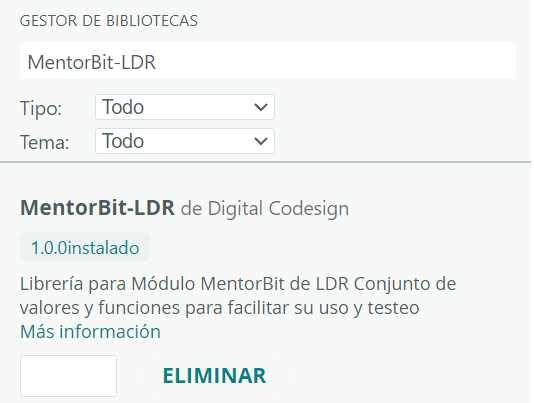 GESTOR DE BIBLIOTECAS
MentorBit-LDR
Tipo: Todo
Tema: Todo
MentorBit-LDR de Digital Codesign
1.0.0instalado
Librería para Módulo MentorBit de LDR Conjunto de
valores y funciones para facilitar su uso y testeo
Más información
ELIMINAR